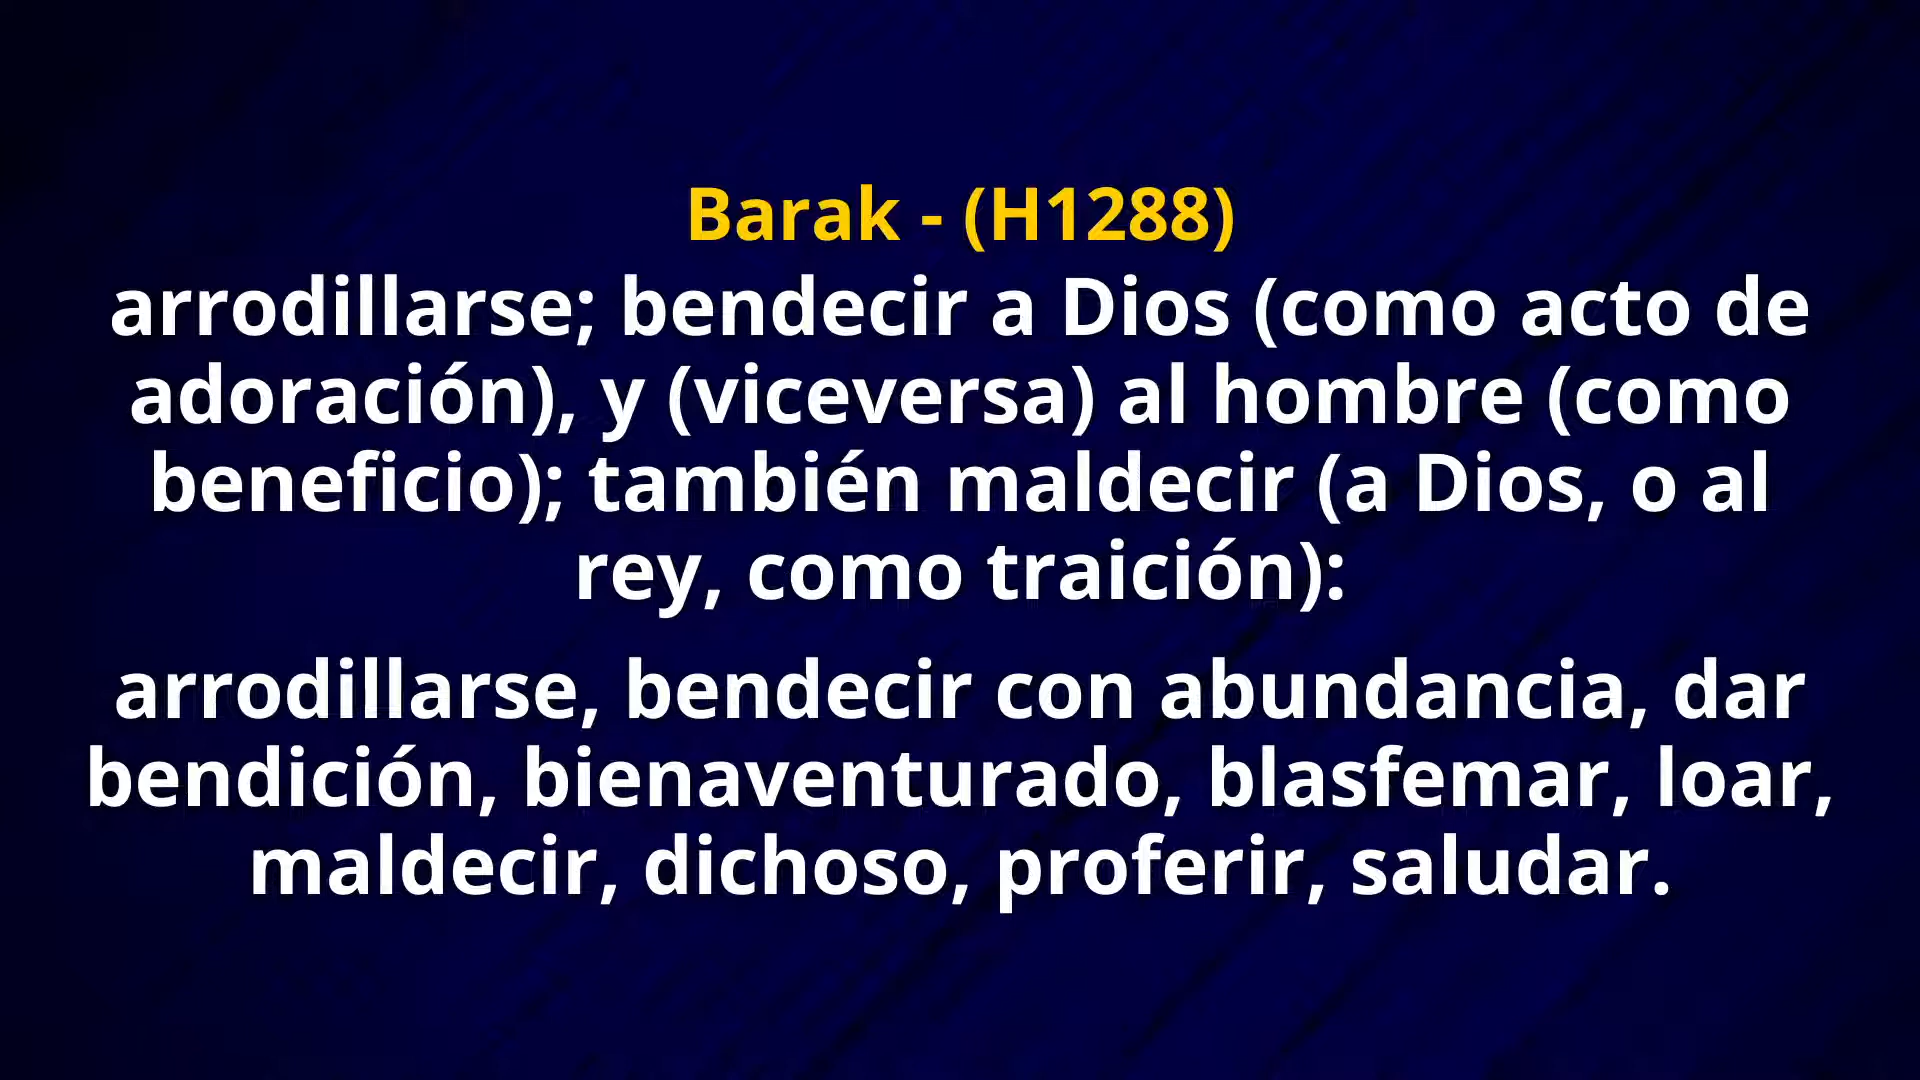 Barak - (H1288)
arrodillarse; bendecir a Dios (como acto de
adoración), y (viceversa) al hombre (como
beneficio); también maldecir (a Dios, o al
rey, como traición):
arrodillarse, bendecir con abundancia, dar
bendición, bienaventurado, blasfemar, loar,
maldecir, dichoso, proferir, saludar.